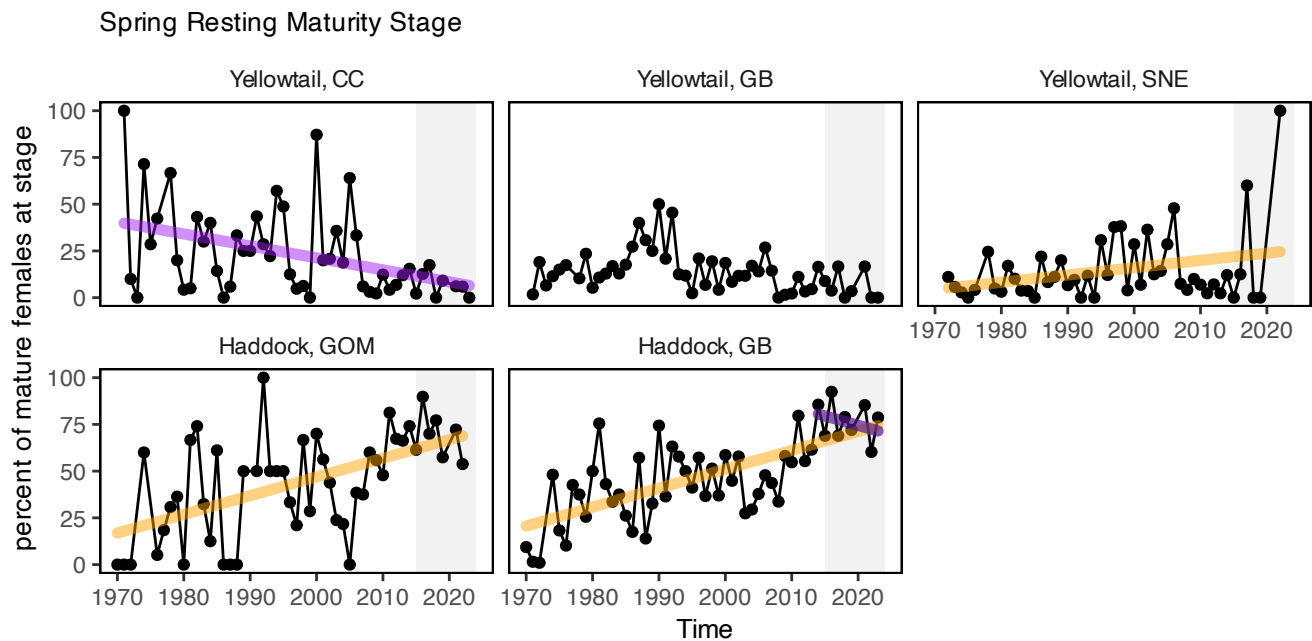 Spring Resting Maturity Stage
Yellowtail, CC
Yellowtail, GB
Yellowtail, SNE
100
75
50
25
0
1970 1980 1990 2000 2010 2020
Haddock, GOM
Haddock, GB
100
75
50
25
0
1970 1980 1990 2000 2010 2020
1970 1980 1990 2000 2010 2020
percent of mature females at stage
Time